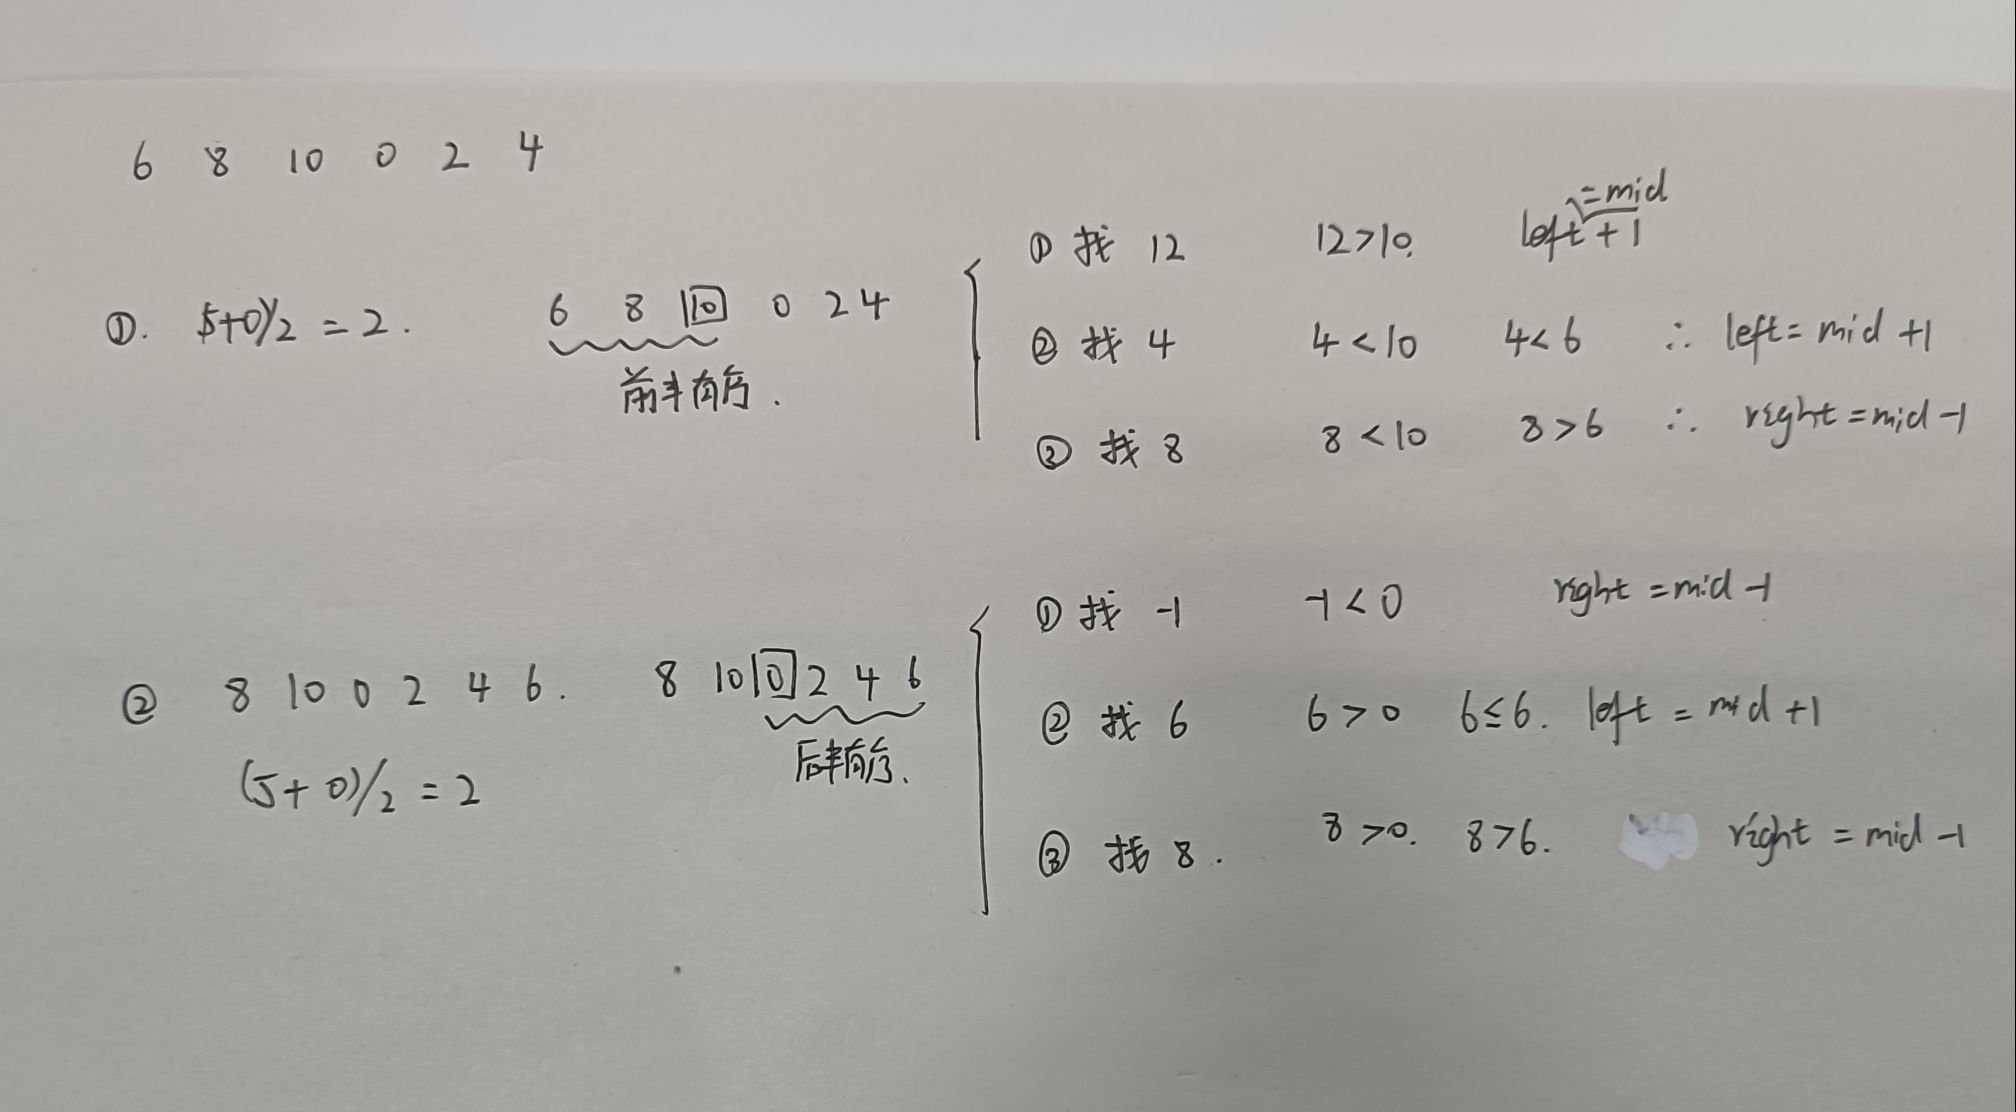 6 8 10 0 2 4
①. (5+0)/2 = 2. 6 8 10 0 2 4
前半有序.
① 找 12 12>10. left = mid + 1
② 找 4 4<10 4<6 ∴ left = mid +1
③ 找 8 8<10 8>6 ∴ right = mid -1
② 8 10 0 2 4 6. 8 10 0 2 4 6
(5+0)/2 = 2
后半有序.
① 找 -1 -1<0 right = mid -1
② 找 6 6>0 6≤6. left = mid +1
③ 找 8. 8>0. 8>6. right = mid -1